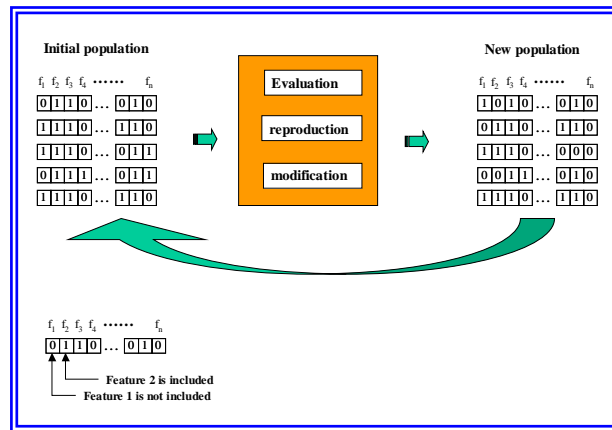 Initial population
f1 f2 f3 f4 ...... fn
0 1 1 0 ... 0 1 0
1 1 1 0 ... 1 1 0
1 1 1 0 ... 0 1 1
0 1 1 1 ... 0 1 1
1 1 1 0 ... 1 1 0
Evaluation
reproduction
modification
New population
f1 f2 f3 f4 ...... fn
1 0 1 0 ... 0 1 0
0 1 1 0 ... 1 1 0
1 1 1 0 ... 0 0 0
0 0 1 1 ... 0 1 0
1 1 1 0 ... 1 1 0
f1 f2 f3 f4 ...... fn
0 1 1 0 ... 0 1 0
Feature 2 is included
Feature 1 is not included